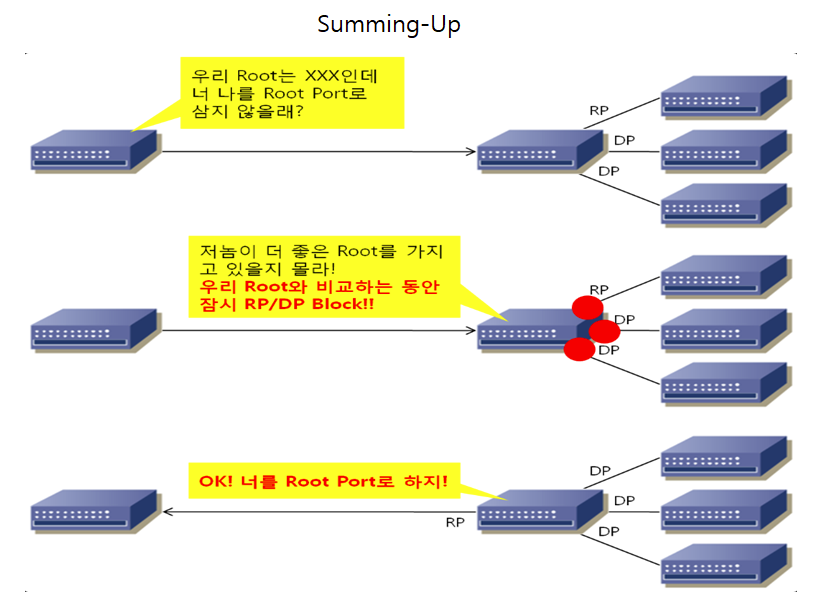 Summing-Up
우리 Root는 XXX인데
너 나를 Root Port로
삼지 않을래?
RP
DP
DP
저놈이 더 좋은 Root를 가지
고 있을지 몰라!
우리 Root와 비교하는 동안
잠시 RP/DP Block!!
RP
DP
DP
OK! 너를 Root Port로 하지!
DP
DP
RP
DP